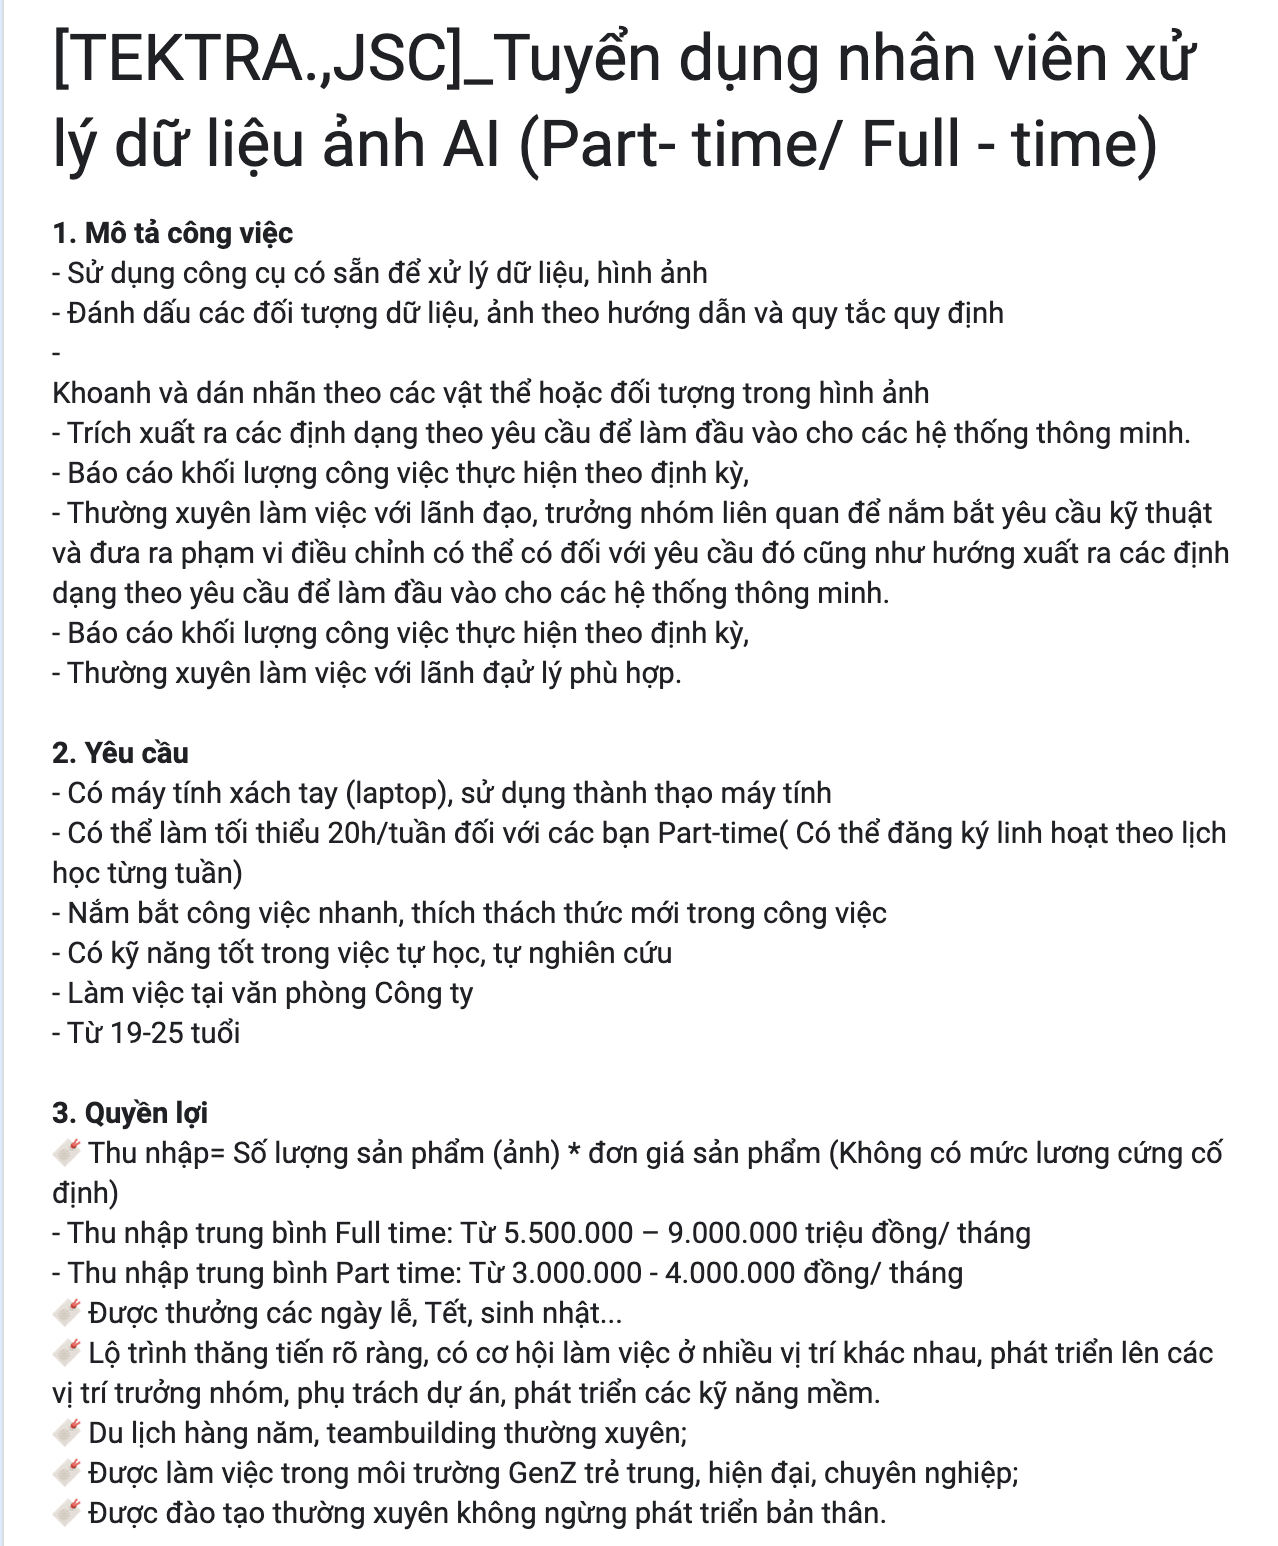 [TEKTRA.,JSC]_Tuyển dụng nhân viên xử
lý dữ liệu ảnh AI (Part- time/ Full - time)
1. Mô tả công việc
- Sử dụng công cụ có sẵn để xử lý dữ liệu, hình ảnh
- Đánh dấu các đối tượng dữ liệu, ảnh theo hướng dẫn và quy tắc quy định
-
Khoanh và dán nhãn theo các vật thể hoặc đối tượng trong hình ảnh
- Trích xuất ra các định dạng theo yêu cầu để làm đầu vào cho các hệ thống thông minh.
- Báo cáo khối lượng công việc thực hiện theo định kỳ,
- Thường xuyên làm việc với lãnh đạo, trưởng nhóm liên quan để nắm bắt yêu cầu kỹ thuật
và đưa ra phạm vi điều chỉnh có thể có đối với yêu cầu đó cũng như hướng xuất ra các định
dạng theo yêu cầu để làm đầu vào cho các hệ thống thông minh.
- Báo cáo khối lượng công việc thực hiện theo định kỳ,
- Thường xuyên làm việc với lãnh đạử lý phù hợp.
2. Yêu cầu
- Có máy tính xách tay (laptop), sử dụng thành thạo máy tính
- Có thể làm tối thiểu 20h/tuần đối với các bạn Part-time( Có thể đăng ký linh hoạt theo lịch
học từng tuần)
- Nắm bắt công việc nhanh, thích thách thức mới trong công việc
- Có kỹ năng tốt trong việc tự học, tự nghiên cứu
- Làm việc tại văn phòng Công ty
- Từ 19-25 tuổi
3. Quyền lợi
Thu nhập= Số lượng sản phẩm (ảnh) * đơn giá sản phẩm (Không có mức lương cứng cố
định)
- Thu nhập trung bình Full time: Từ 5.500.000 – 9.000.000 triệu đồng/ tháng
- Thu nhập trung bình Part time: Từ 3.000.000 - 4.000.000 đồng/ tháng
Được thưởng các ngày lễ, Tết, sinh nhật...
Lộ trình thăng tiến rõ ràng, có cơ hội làm việc ở nhiều vị trí khác nhau, phát triển lên các
vị trí trưởng nhóm, phụ trách dự án, phát triển các kỹ năng mềm.
Du lịch hàng năm, teambuilding thường xuyên;
Được làm việc trong môi trường GenZ trẻ trung, hiện đại, chuyên nghiệp;
Được đào tạo thường xuyên không ngừng phát triển bản thân.